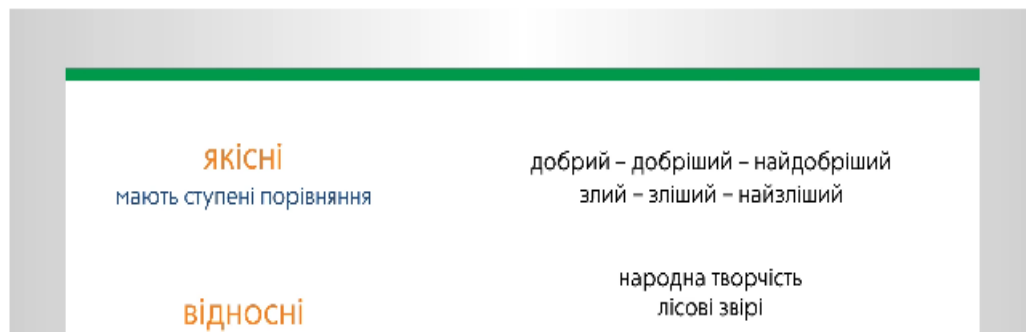 якісні
мають ступені порівняння
добрий – добріший – найдобріший
злий – зліший – найзліший
відносні
народна творчість
лісові звірі